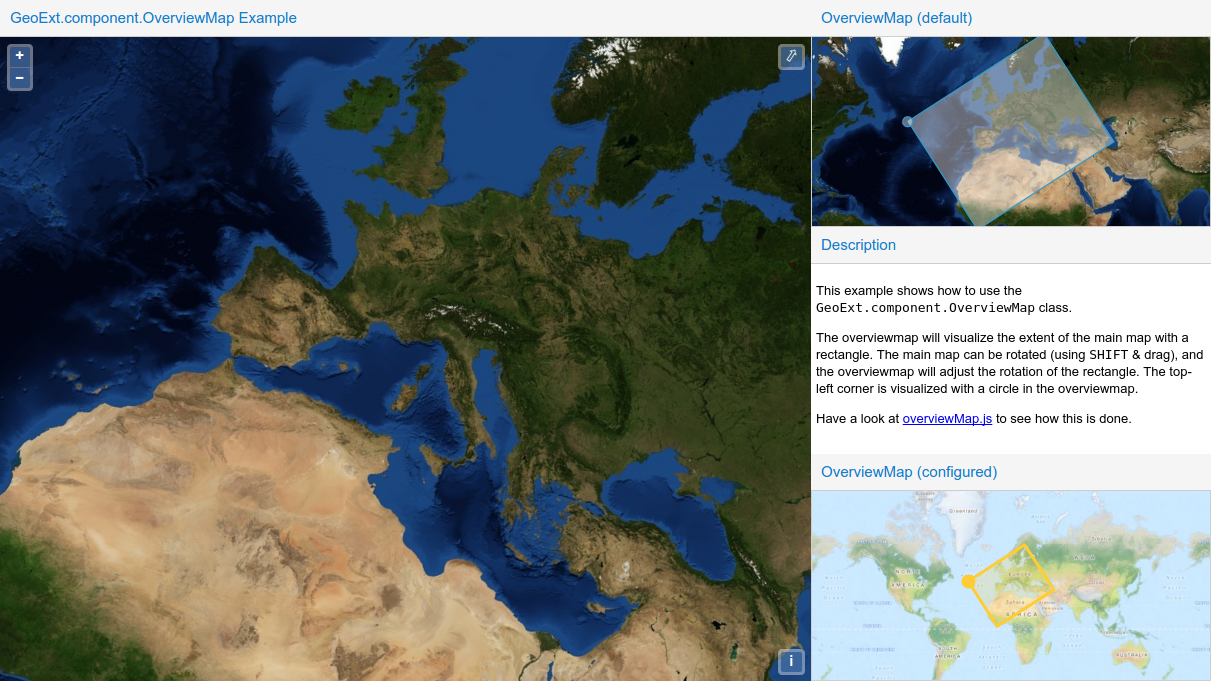 GeoExt.component.OverviewMap Example
+
−
i
OverviewMap (default)
Description
This example shows how to use the
GeoExt.component.OverviewMap class.
The overviewmap will visualize the extent of the main map with a
rectangle. The main map can be rotated (using SHIFT & drag), and
the overviewmap will adjust the rotation of the rectangle. The top-
left corner is visualized with a circle in the overviewmap.
Have a look at overviewMap.js to see how this is done.
OverviewMap (configured)
Greenland
NORTH
AMERICA
Europe
ASIA
Sahara
AFRICA
SOUTH
AMERICA
AUSTRALIA